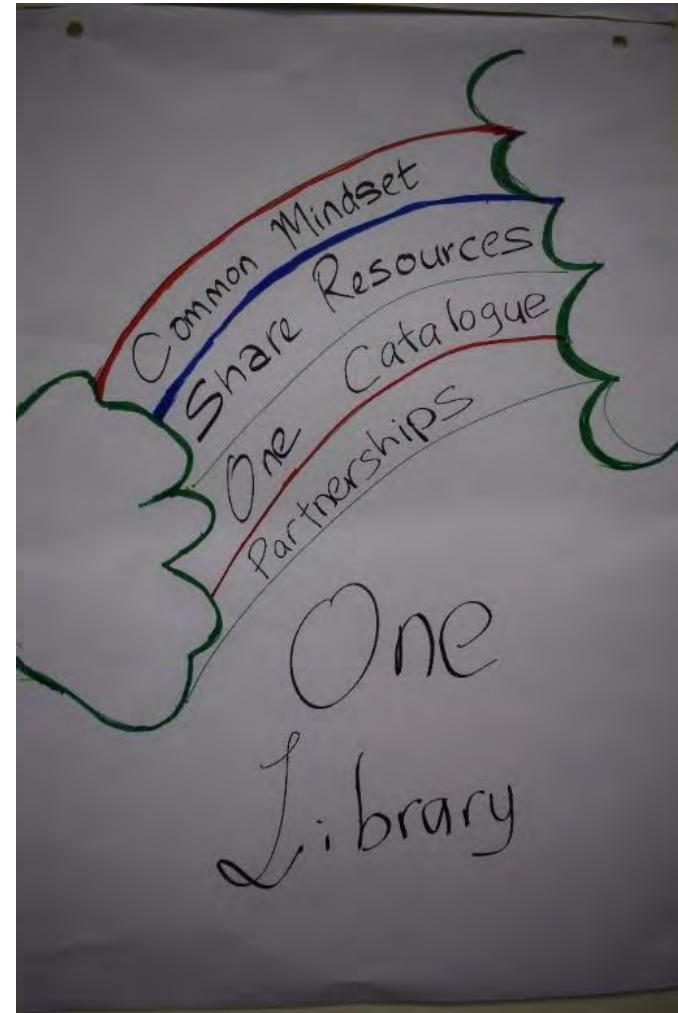 Common Mindset
Share Resources
One Catalogue
Partnerships
One
Library